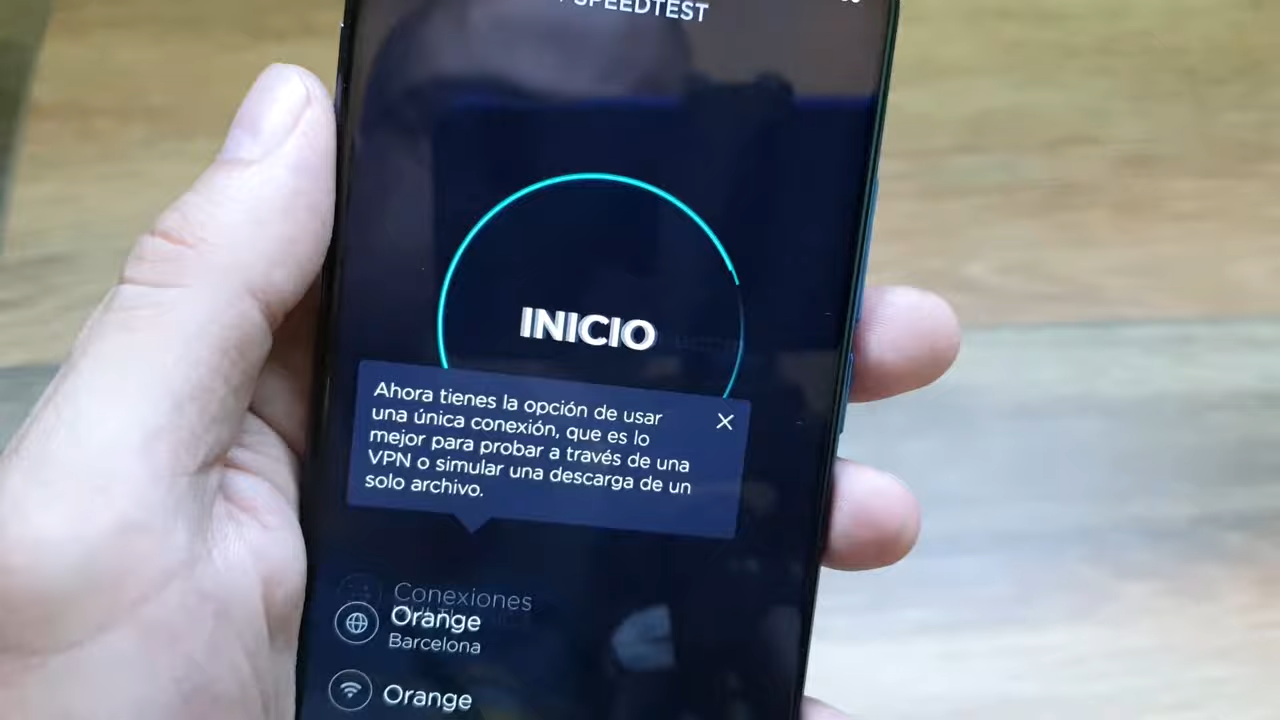 SPEEDTEST
INICIO
Ahora tienes la opción de usar
una única conexión, que es lo
mejor para probar a través de una
VPN o simular una descarga de un
solo archivo.
Conexiones
Orange
Barcelona
Orange